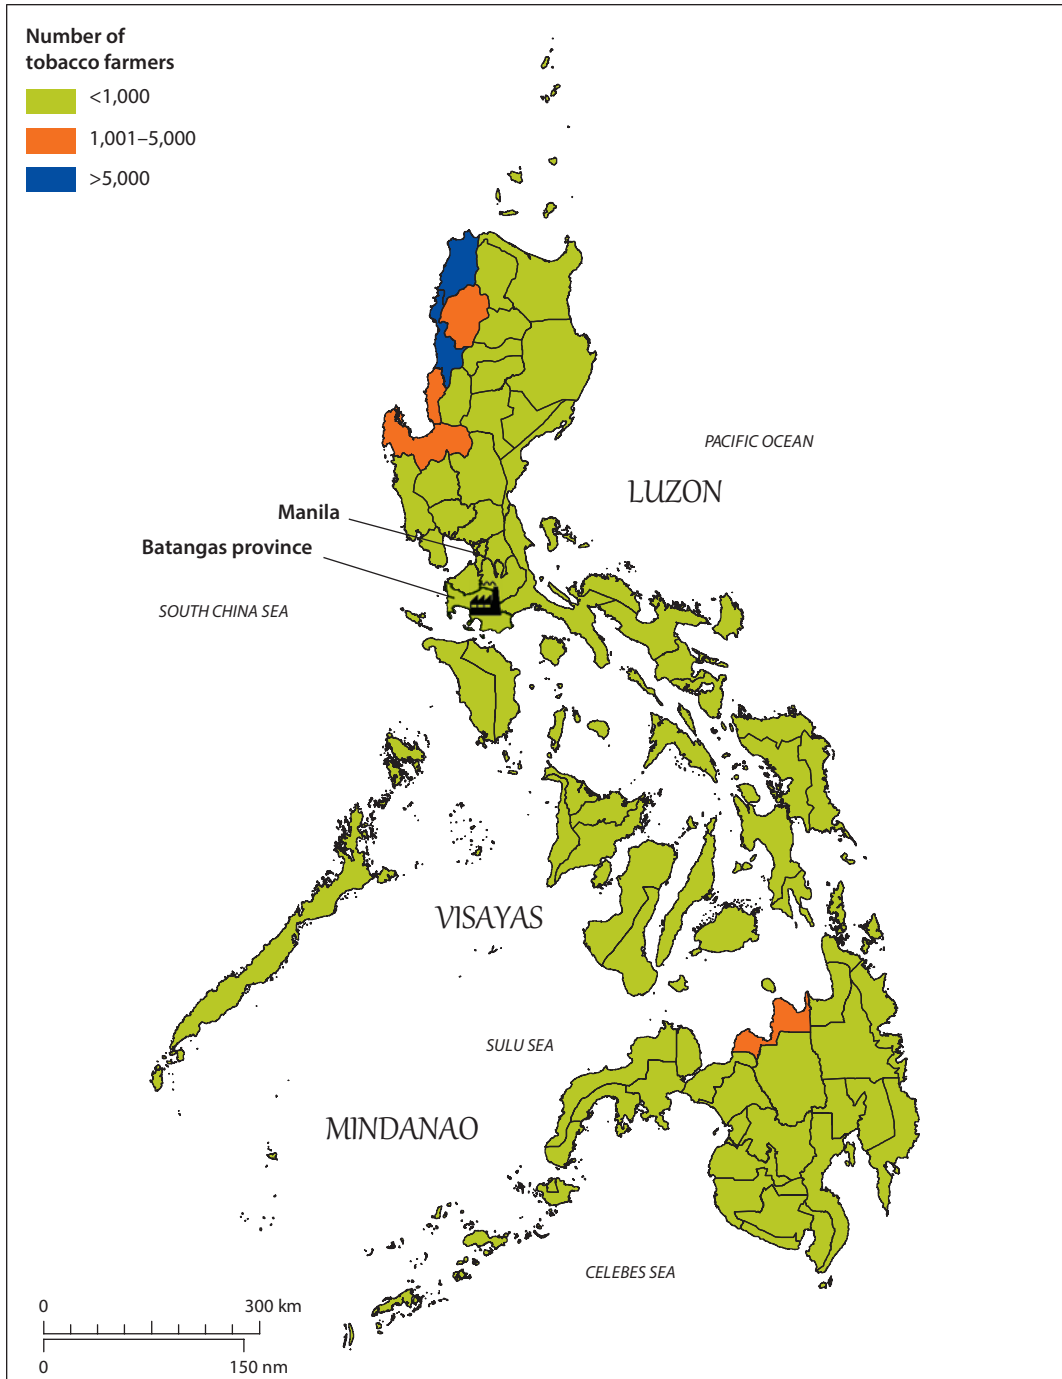 Number of
tobacco farmers
<1,000
1,001–5,000
>5,000
PACIFIC OCEAN
LUZON
Manila
Batangas province
SOUTH CHINA SEA
VISAYAS
SULU SEA
MINDANAO
CELEBES SEA
0 300 km
0 150 nm